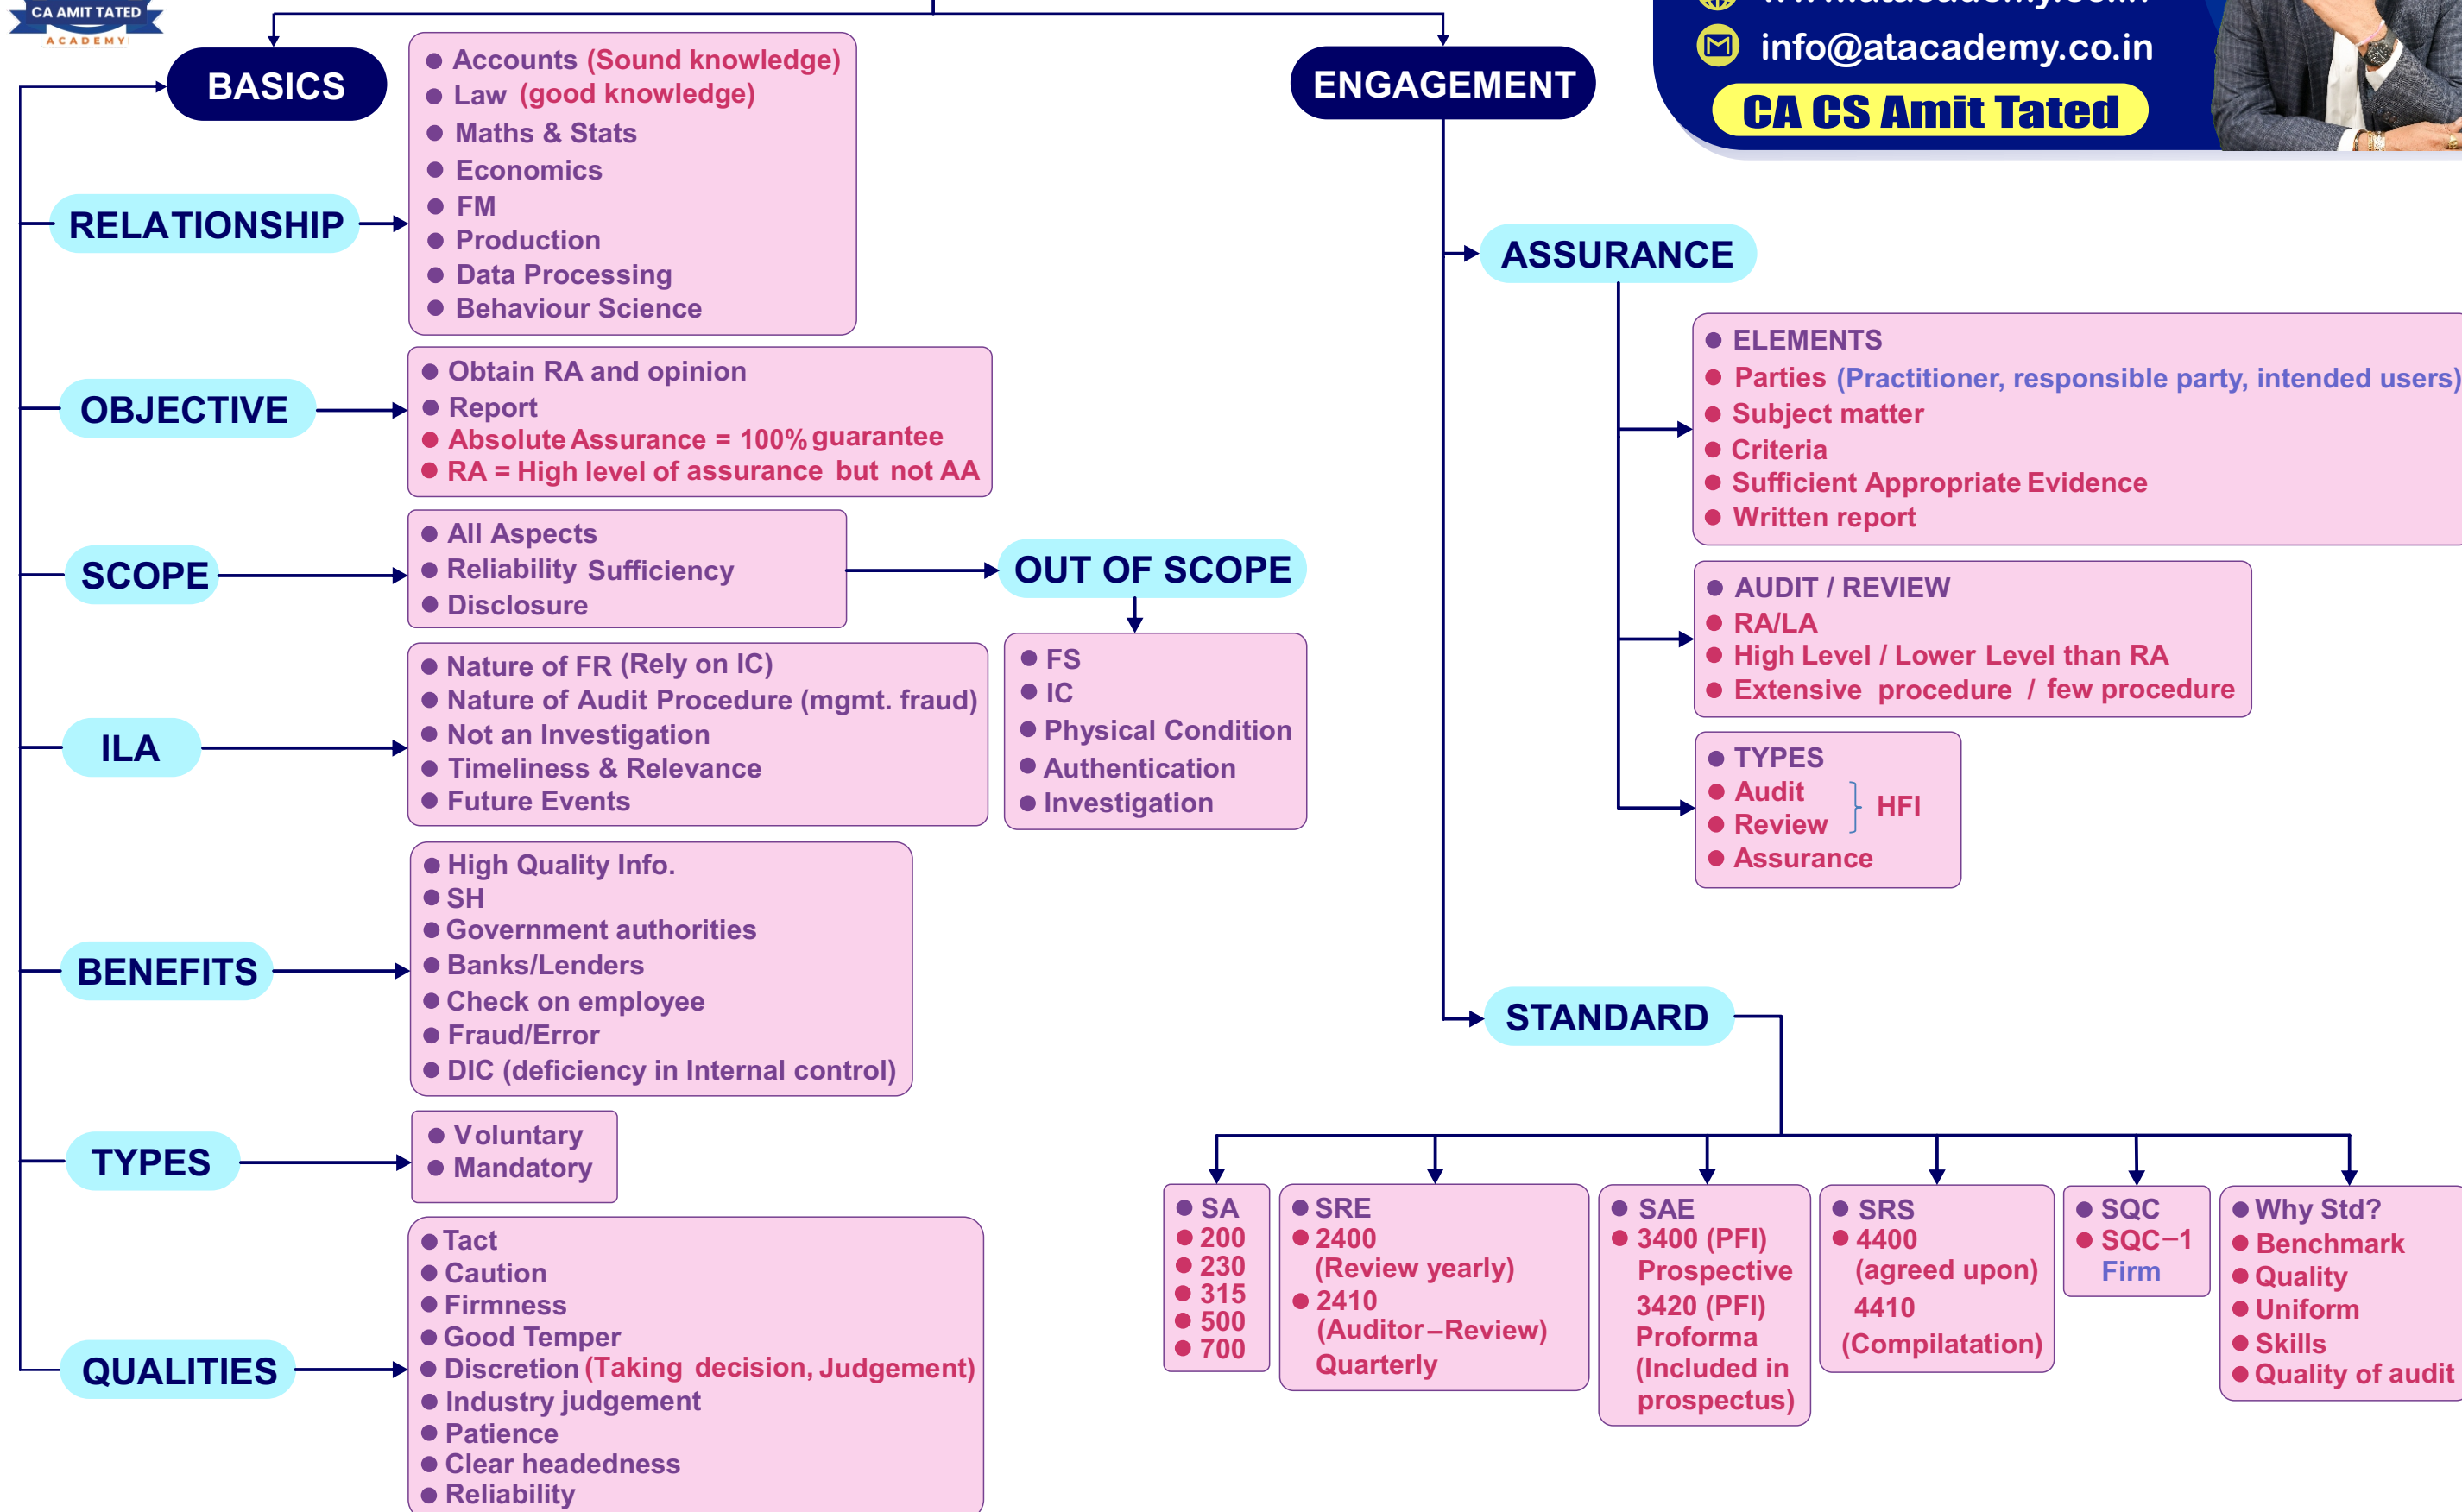 CA AMIT TATED
ACADEMY
info@atacademy.co.in
CA CS Amit Tated
BASICS
RELATIONSHIP
Accounts (Sound knowledge)
Law (good knowledge)
Maths & Stats
Economics
FM
Production
Data Processing
Behaviour Science
OBJECTIVE
Obtain RA and opinion
Report
Absolute Assurance = 100% guarantee
RA = High level of assurance but not AA
SCOPE
All Aspects
Reliability Sufficiency
Disclosure
OUT OF SCOPE
FS
IC
Physical Condition
Authentication
Investigation
ILA
Nature of FR (Rely on IC)
Nature of Audit Procedure (mgmt. fraud)
Not an Investigation
Timeliness & Relevance
Future Events
BENEFITS
High Quality Info.
SH
Government authorities
Banks/Lenders
Check on employee
Fraud/Error
DIC (deficiency in Internal control)
TYPES
Voluntary
Mandatory
QUALITIES
Tact
Caution
Firmness
Good Temper
Discretion (Taking decision, Judgement)
Industry judgement
Patience
Clear headedness
Reliability
ENGAGEMENT
ASSURANCE
ELEMENTS
Parties (Practitioner, responsible party, intended users)
Subject matter
Criteria
Sufficient Appropriate Evidence
Written report
AUDIT / REVIEW
RA/LA
High Level / Lower Level than RA
Extensive procedure / few procedure
TYPES
Audit
Review
HFI
Assurance
STANDARD
SA
200
230
315
500
700
SRE
2400
(Review yearly)
2410
(Auditor–Review)
Quarterly
SAE
3400 (PFI)
Prospective
3420 (PFI)
Proforma
(Included in
prospectus)
SRS
4400
(agreed upon)
4410
(Compilatation)
SQC
SQC–1
Firm
Why Std?
Benchmark
Quality
Uniform
Skills
Quality of audit